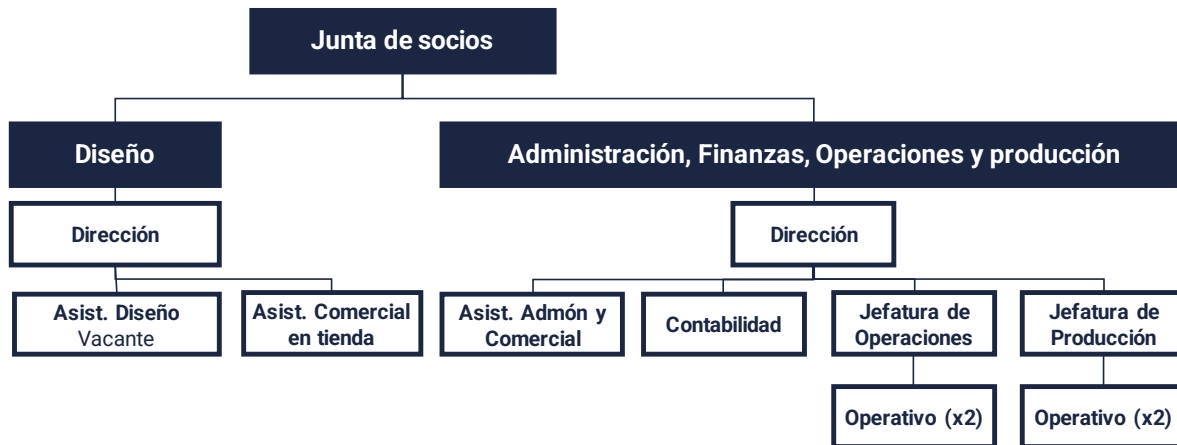 Junta de socios
Diseño
Administración, Finanzas, Operaciones y producción
Dirección
Dirección
Asist. Diseño
Vacante
Asist. Comercial
en tienda
Asist. Admón y
Comercial
Contabilidad
Jefatura de
Operaciones
Jefatura de
Producción
Operativo (x2)
Operativo (x2)